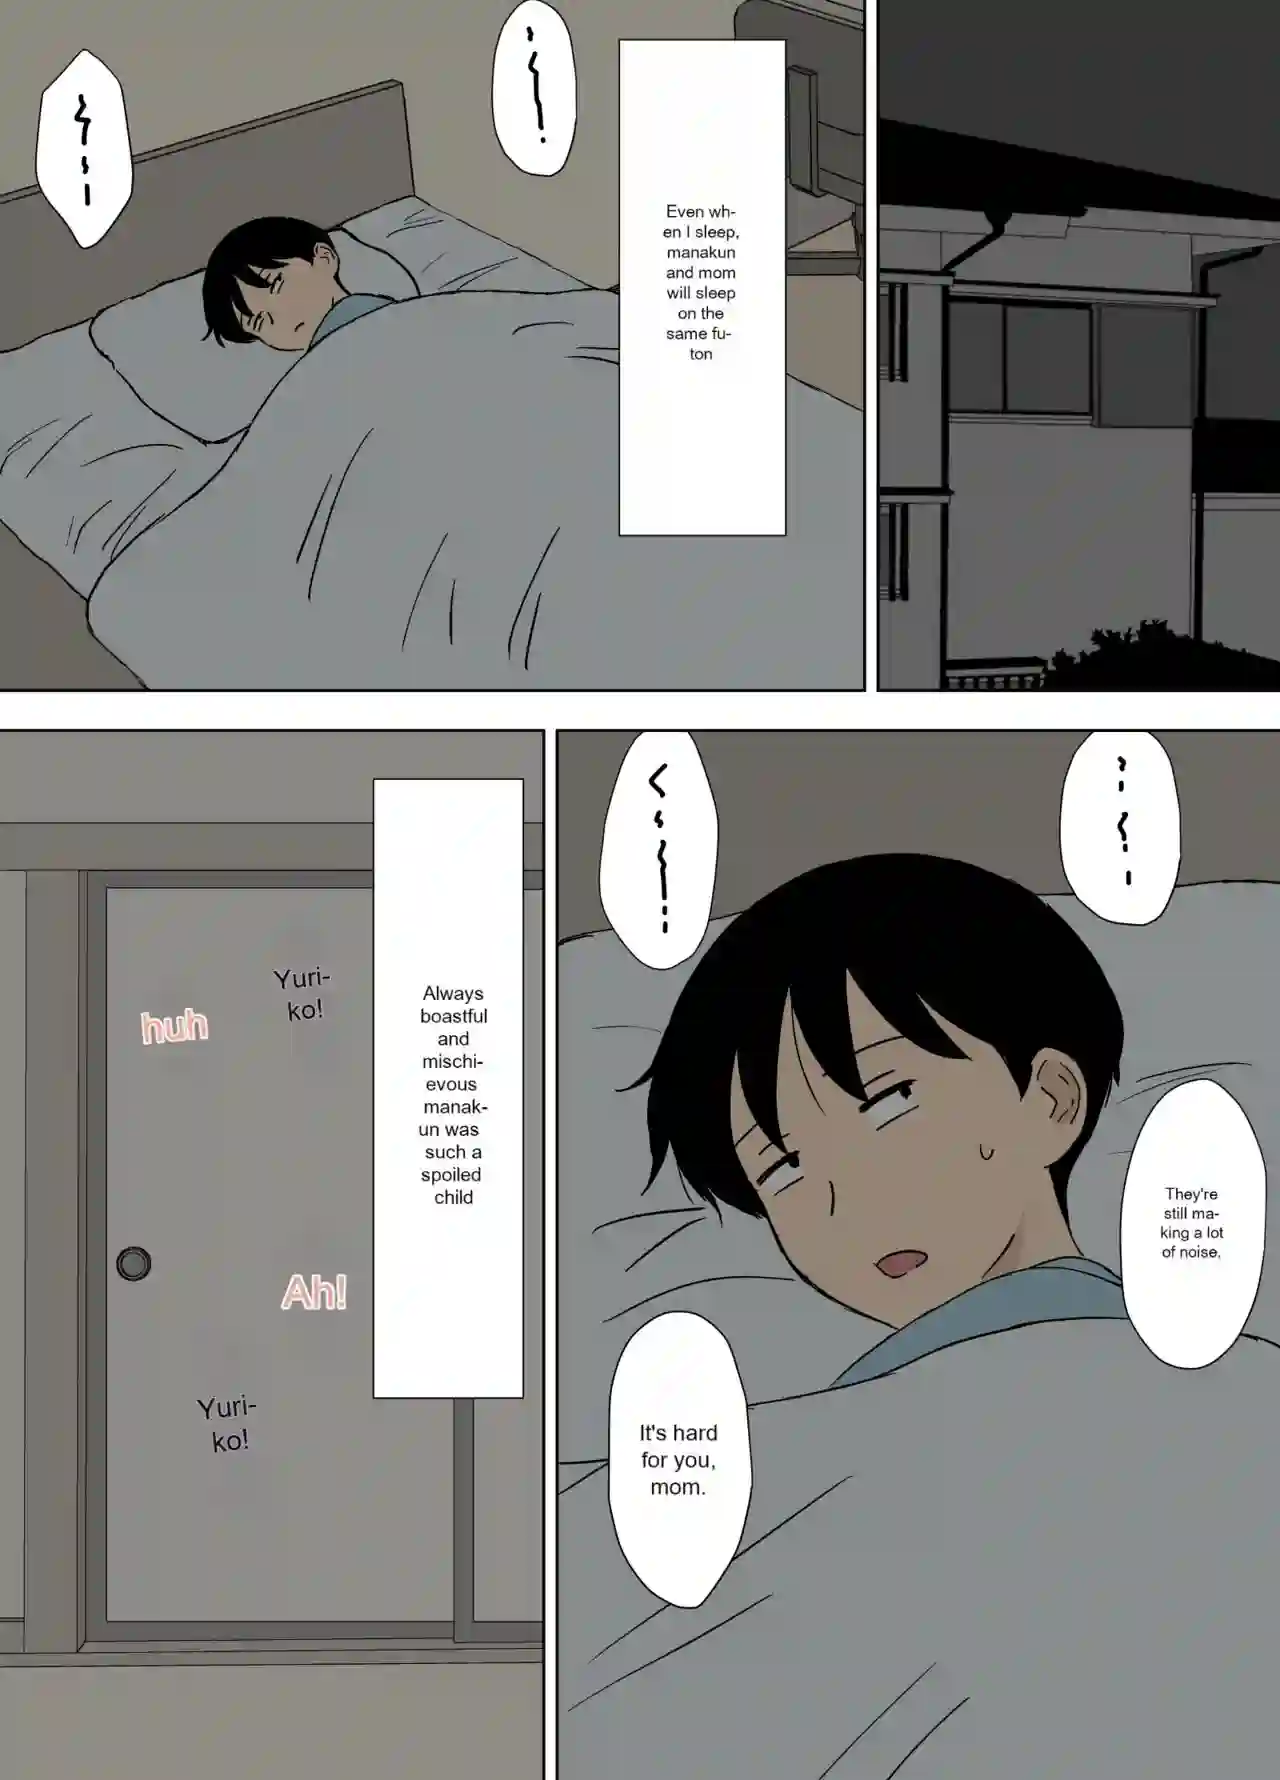 Even wh-
en I sleep,
manakun
and mom
will sleep
on the
same fu-
ton
They're
still ma-
king a lot
of noise.
It's hard
for you,
mom.
Always
boastful
and
mischi-
evous
manak-
un was
such a
spoiled
child
Yuri-
ko!
huh
Ah!
Yuri-
ko!